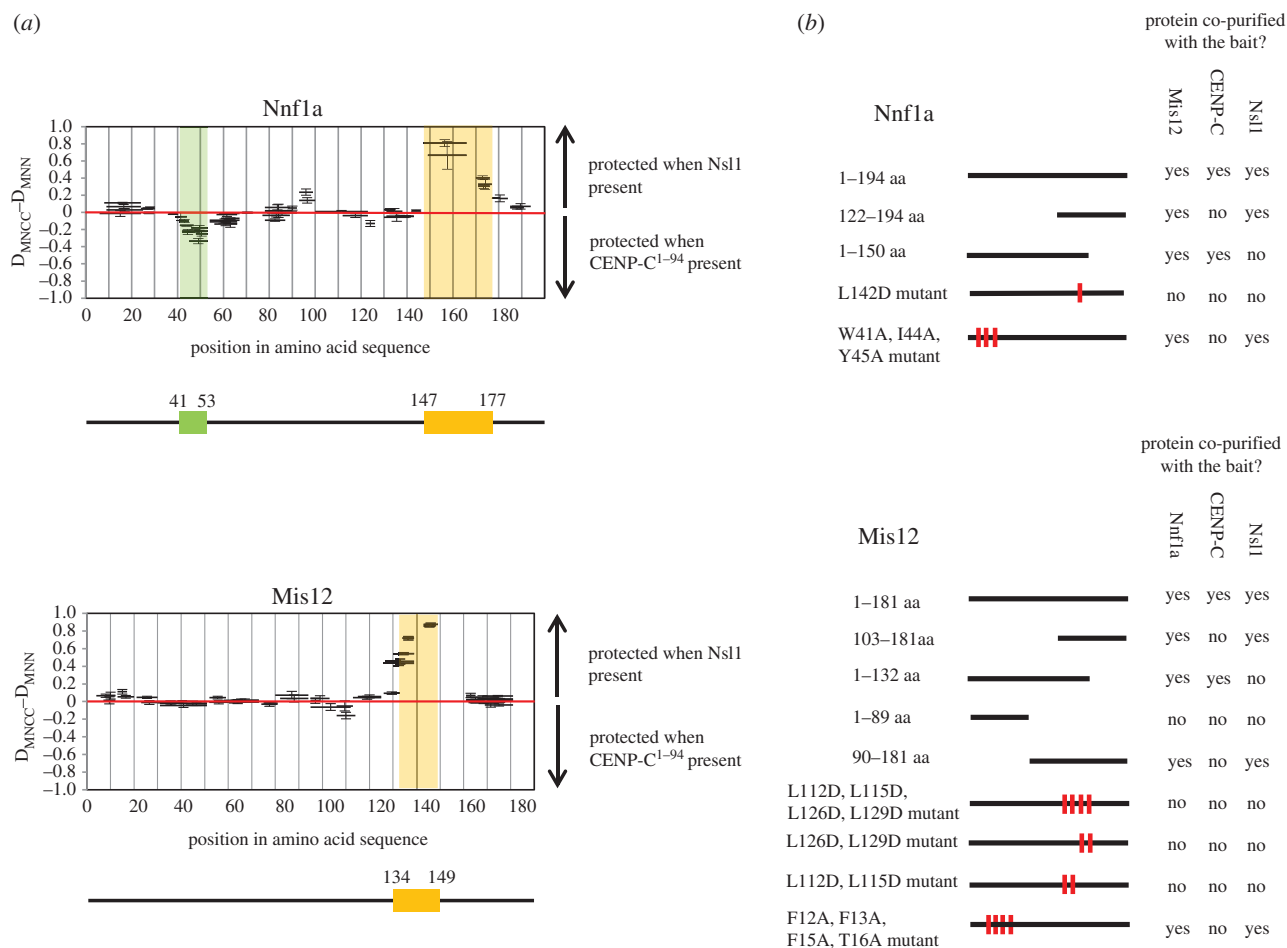 (a)
Nnf1a
1.0
0.8
0.6
0.4
0.2
0
−0.2
−0.4
−0.6
−0.8
−1.0
D_MNCC–D_MNN
0 20 40 60 80 100 120 140 160 180
position in amino acid sequence
protected when Nsl1
present
protected when
CENP-C1–94 present
41 53 147 177
Mis12
1.0
0.8
0.6
0.4
0.2
0
−0.2
−0.4
−0.6
−0.8
−1.0
D_MNCC–D_MNN
0 20 40 60 80 100 120 140 160 180
position in amino acid sequence
protected when Nsl1
present
protected when
CENP-C1–94 present
134 149
(b)
protein co-purified
with the bait?
Nnf1a
Mis12 CENP-C Nsl1
1–194 aa yes yes yes
122–194 aa yes no yes
1–150 aa yes yes no
L142D mutant no no no
W41A, I44A, yes no yes
Y45A mutant
protein co-purified
with the bait?
Mis12
Nnf1a CENP-C Nsl1
1–181 aa yes yes yes
103–181aa yes no yes
1–132 aa yes yes no
1–89 aa no no no
90–181 aa yes no yes
L112D, L115D,
L126D, L129D mutant no no no
L126D, L129D mutant no no no
L112D, L115D mutant no no no
F12A, F13A, yes no yes
F15A, T16A mutant